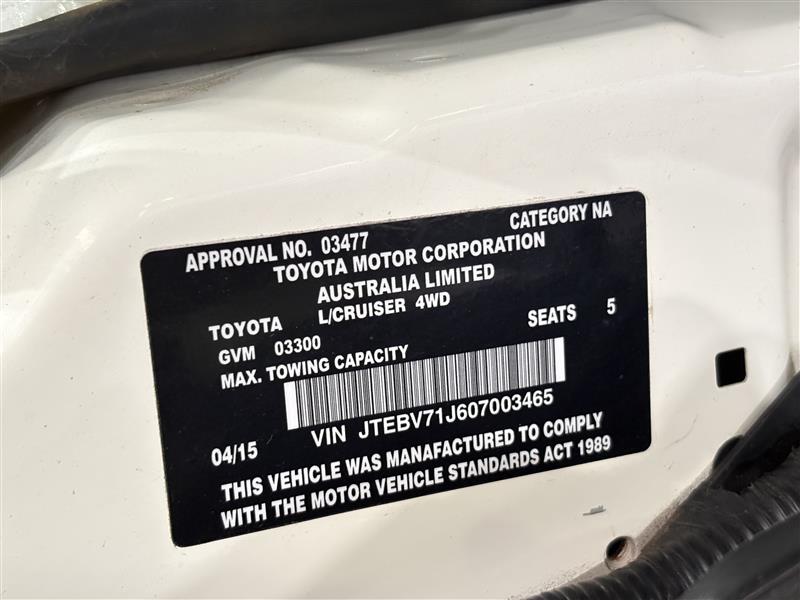 APPROVAL NO. 03477 CATEGORY NA
TOYOTA MOTOR CORPORATION
AUSTRALIA LIMITED
TOYOTA L/CRUISER 4WD
GVM 03300 SEATS 5
MAX. TOWING CAPACITY
04/15 VIN JTEBV71J607003465
THIS VEHICLE WAS MANAFACTURED TO COMPLY
WITH THE MOTOR VEHICLE STANDARDS ACT 1989